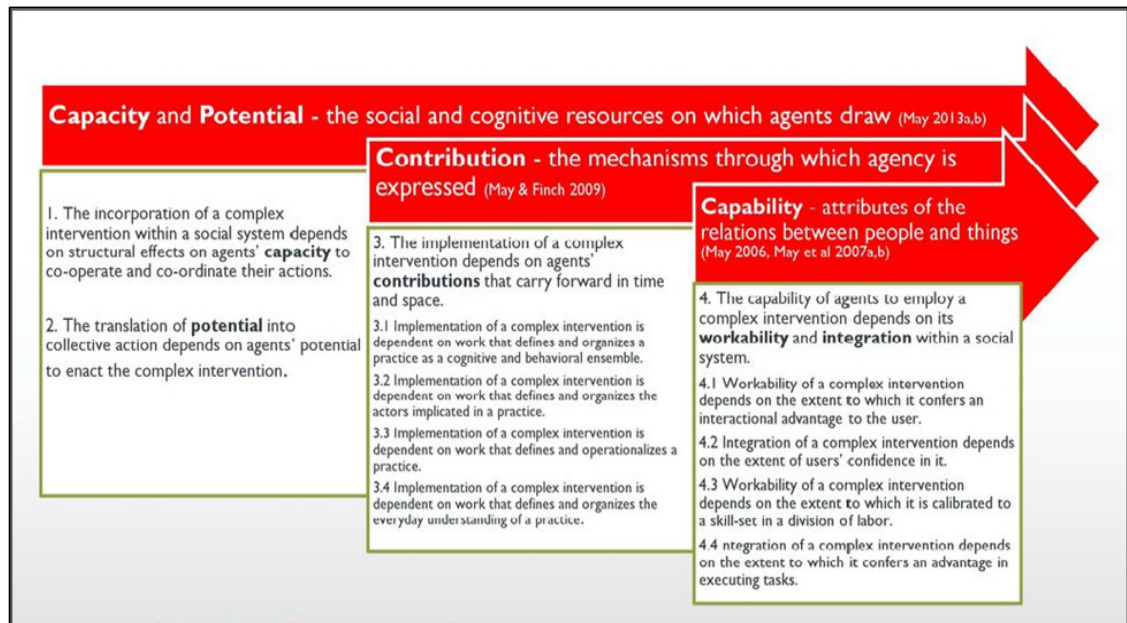 Capacity and Potential - the social and cognitive resources on which agents draw (May 2013a,b)
Contribution - the mechanisms through which agency is
expressed (May & Finch 2009)
Capability - attributes of the
relations between people and things
(May 2006, May et al 2007a,b)
1. The incorporation of a complex
intervention within a social system depends
on structural effects on agents' capacity to
co-operate and co-ordinate their actions.
2. The translation of potential into
collective action depends on agents' potential
to enact the complex intervention.
3. The implementation of a complex
intervention depends on agents'
contributions that carry forward in time
and space.
3.1 Implementation of a complex intervention is
dependent on work that defines and organizes a
practice as a cognitive and behavioral ensemble.
3.2 Implementation of a complex intervention is
dependent on work that defines and organizes the
actors implicated in a practice.
3.3 Implementation of a complex intervention is
dependent on work that defines and operationalizes a
practice.
3.4 Implementation of a complex intervention is
dependent on work that defines and organizes the
everyday understanding of a practice.
4. The capability of agents to employ a
complex intervention depends on its
workability and integration within a social
system.
4.1 Workability of a complex intervention
depends on the extent to which it confers an
interactional advantage to the user.
4.2 Integration of a complex intervention depends
on the extent of users' confidence in it.
4.3 Workability of a complex intervention
depends on the extent to which it is calibrated to
a skill-set in a division of labor.
4.4 ntegration of a complex intervention depends
on the extent to which it confers an advantage in
executing tasks.